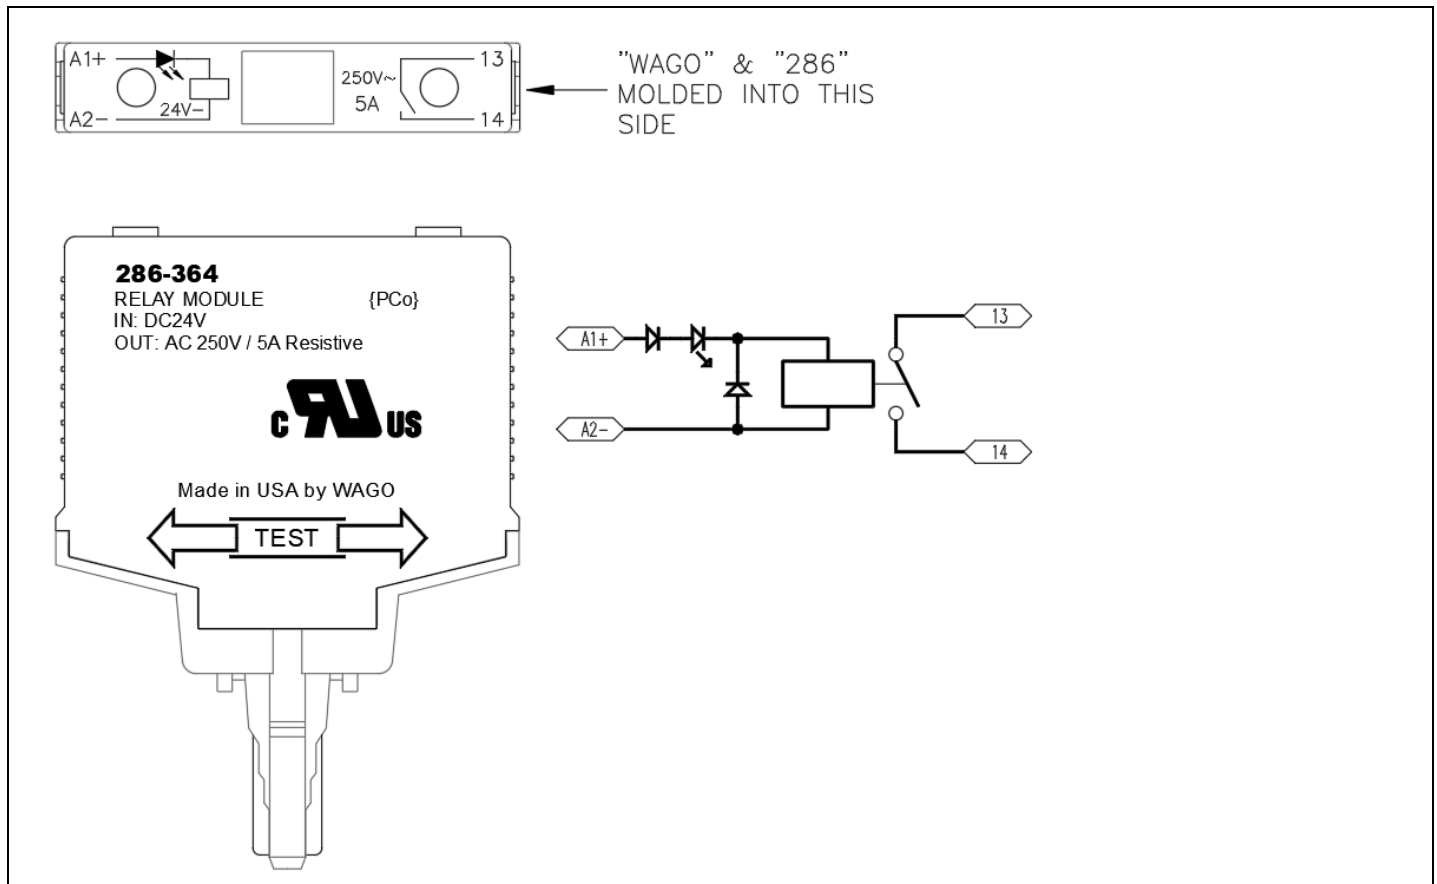 A1+
A2-
24V-
250V~
5A
13
14
"WAGO" & "286"
MOLDED INTO THIS
SIDE
286-364
RELAY MODULE {PCo}
IN: DC24V
OUT: AC 250V / 5A Resistive
c RU US
Made in USA by WAGO
TEST
A1+
A2-
13
14